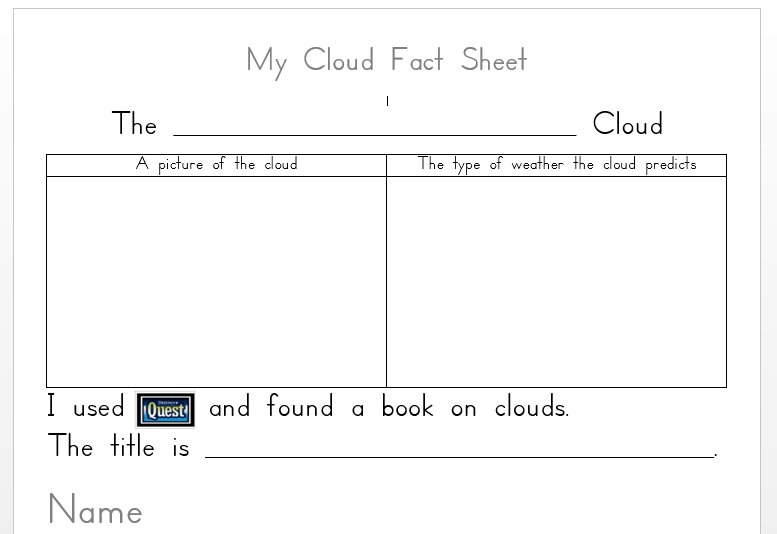 My Cloud Fact Sheet
The ______________________ Cloud
A picture of the cloud
The type of weather the cloud predicts
I used Quest and found a book on clouds.
The title is ______________________________.
Name